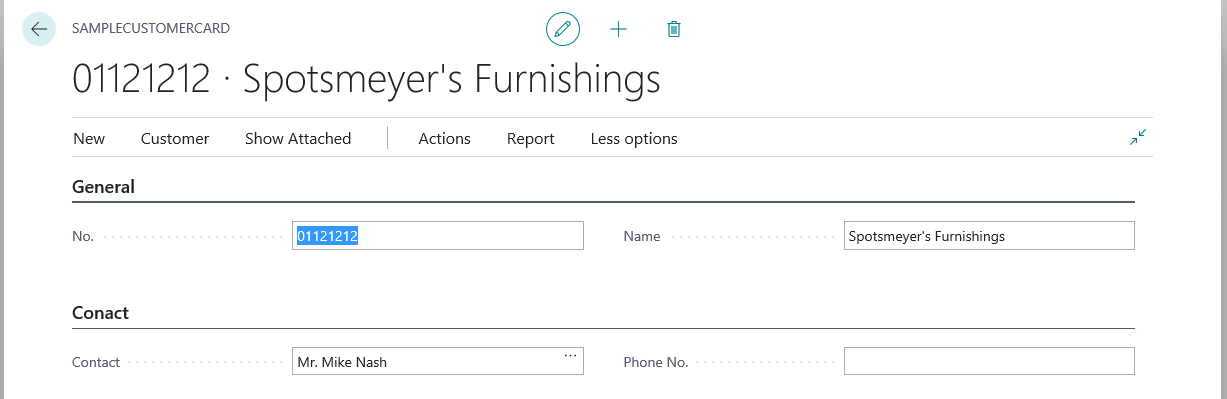 SAMPLECUSTOMERCARD
01121212 · Spotsmeyer's Furnishings
New Customer Show Attached Actions Report Less options
General
No. 01121212 Name Spotsmeyer's Furnishings
Conact
Contact Mr. Mike Nash ... Phone No.